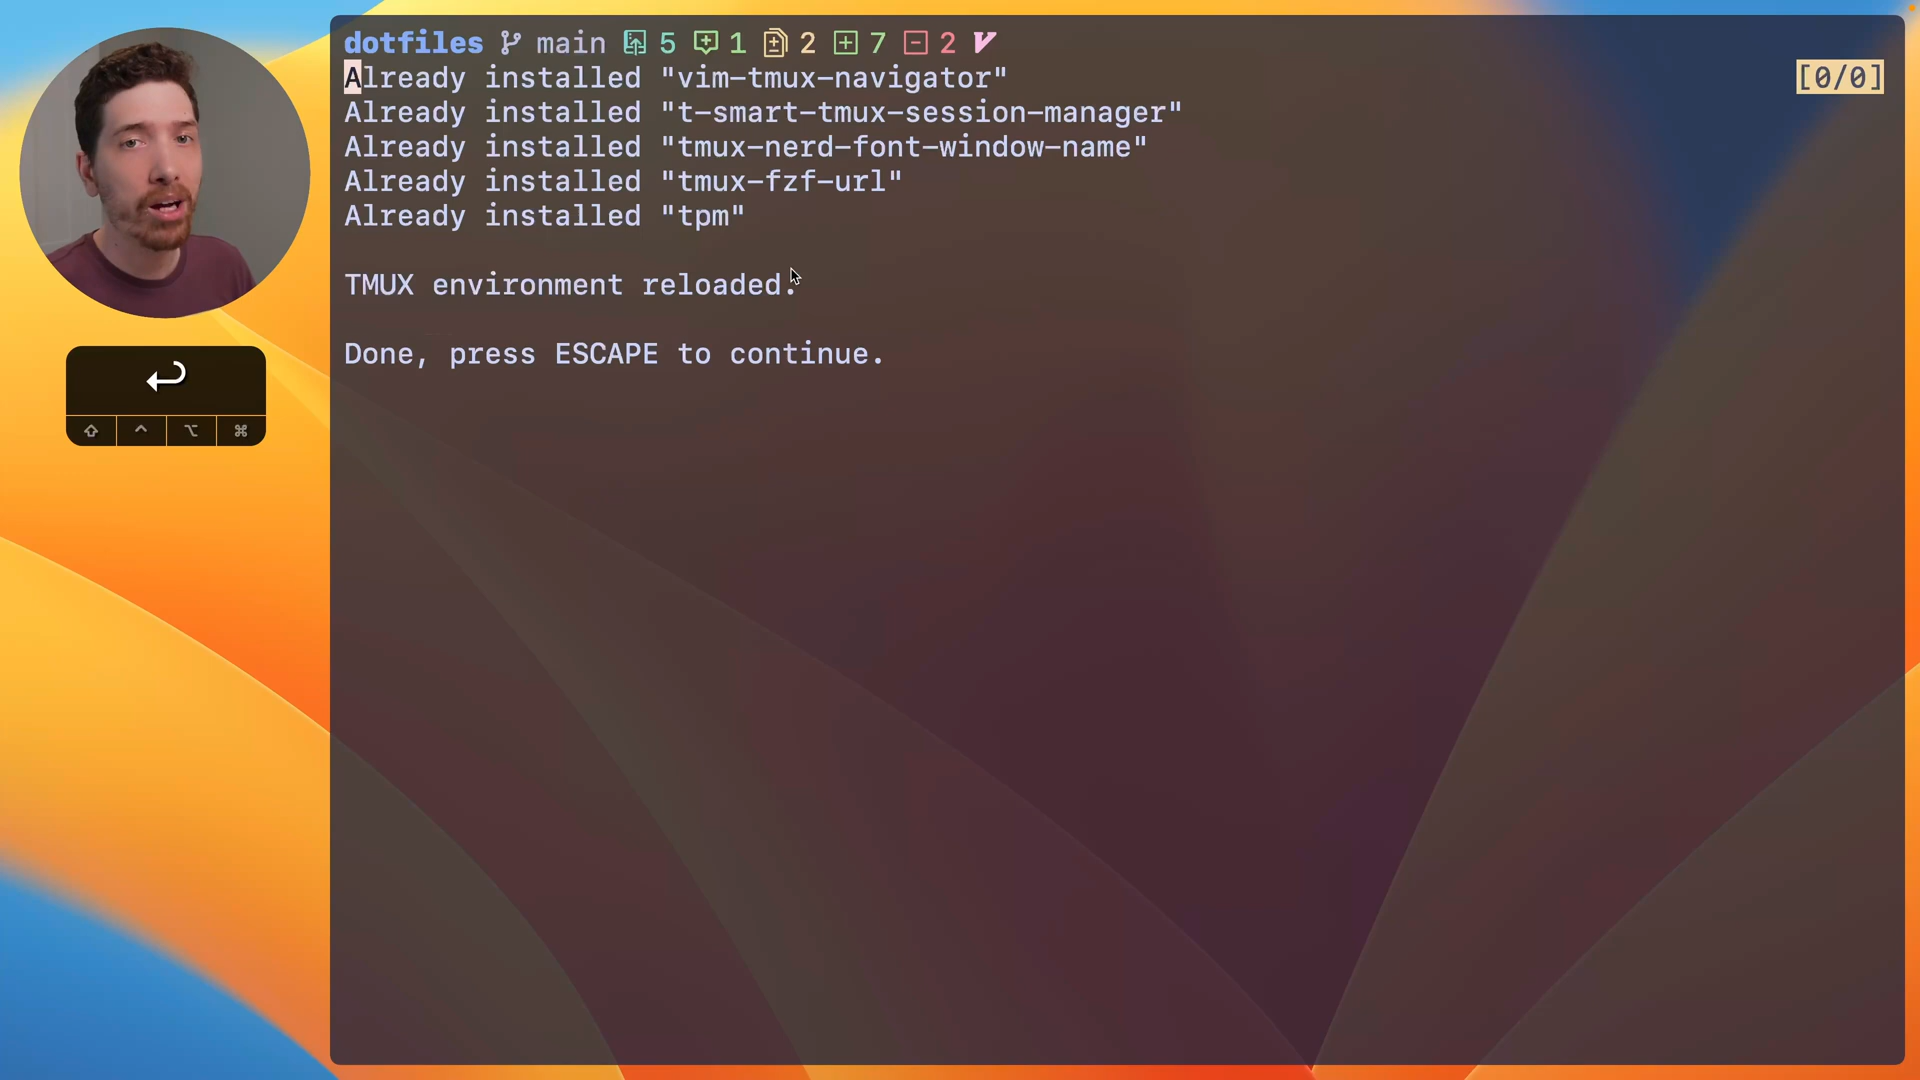 dotfiles main 5 1 2 7 2
Already installed "vim-tmux-navigator"
[0/0]
Already installed "t-smart-tmux-session-manager"
Already installed "tmux-nerd-font-window-name"
Already installed "tmux-fzf-url"
Already installed "tpm"
TMUX environment reloaded.
Done, press ESCAPE to continue.